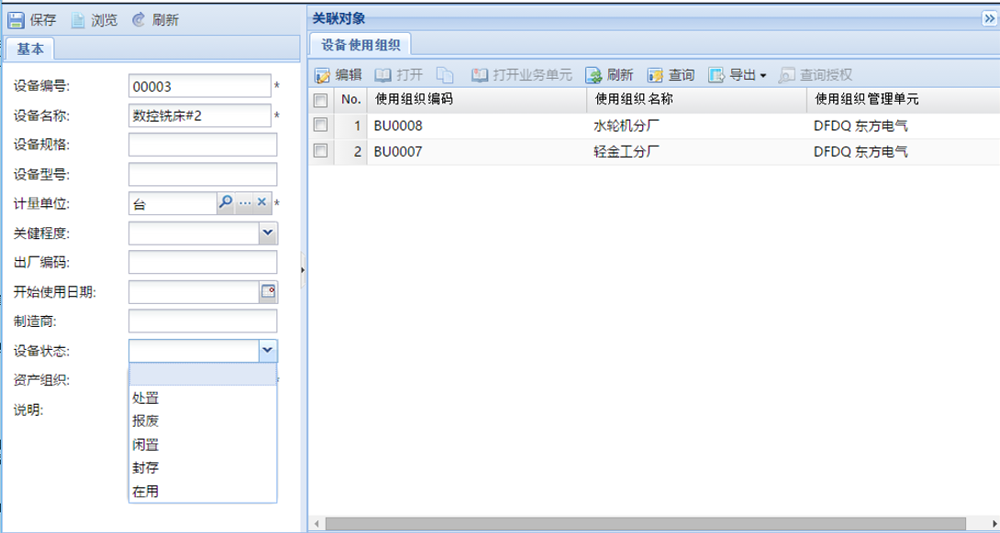 保存 浏览 刷新
基本
设备编号: 00003 *
设备名称: 数控铣床#2 *
设备规格:
设备型号:
计量单位: 台 *
关健程度:
出厂编码:
开始使用日期:
制造商:
设备状态:
资产组织: *
说明:
处置
报废
闲置
封存
在用
关联对象
设备使用组织
编辑 打开 打开业务单元 刷新 查询 导出 查询授权
No. 使用组织编码 使用组织名称 使用组织管理单元
1 BU0008 水轮机分厂 DFDQ 东方电气
2 BU0007 轻金工分厂 DFDQ 东方电气